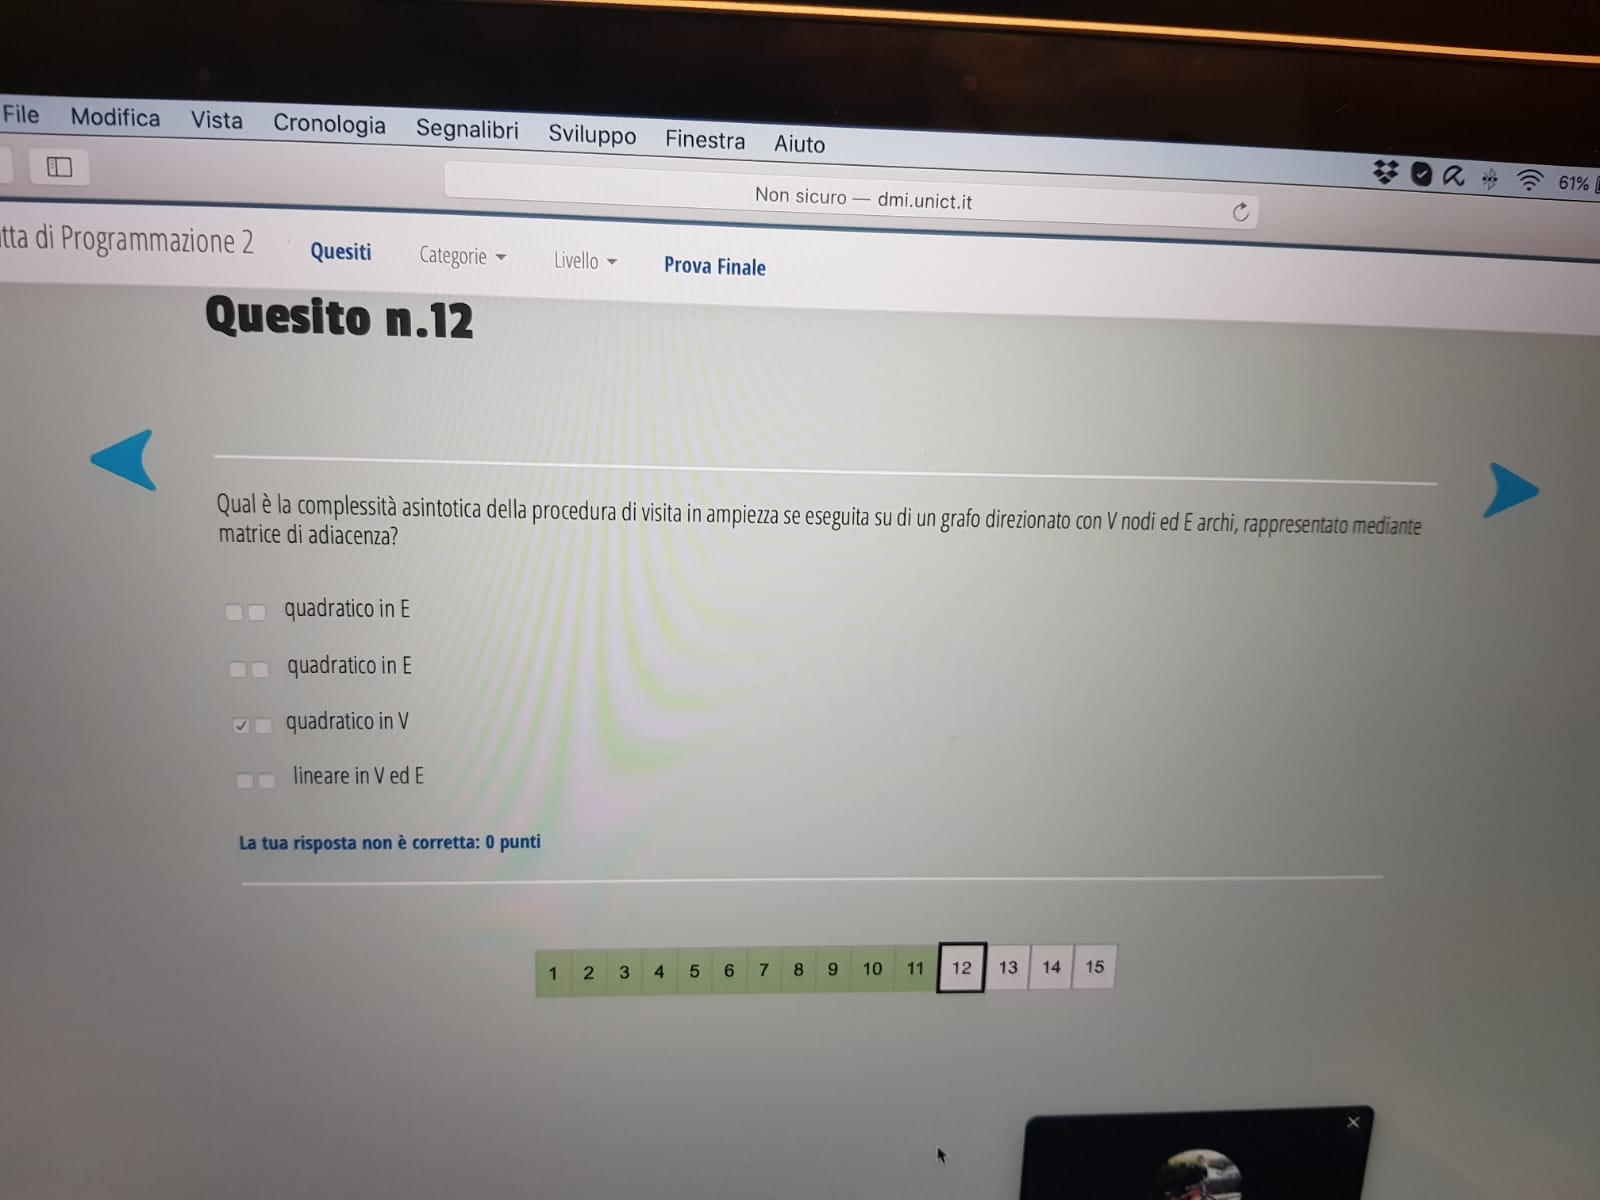 File Modifica Vista Cronologia Segnalibri Sviluppo Finestra Aiuto
61%
Non sicuro — dmi.unict.it
di Programmazione 2 Quesiti Categorie Livello Prova Finale
Quesito n.12
Qual è la complessità asintotica della procedura di visita in ampiezza se eseguita su di un grafo direzionato con V nodi ed E archi, rappresentato mediante
matrice di adiacenza?
quadratico in E
quadratico in E
quadratico in V
lineare in V ed E
La tua risposta non è corretta: 0 punti
1 2 3 4 5 6 7 8 9 10 11 12 13 14 15